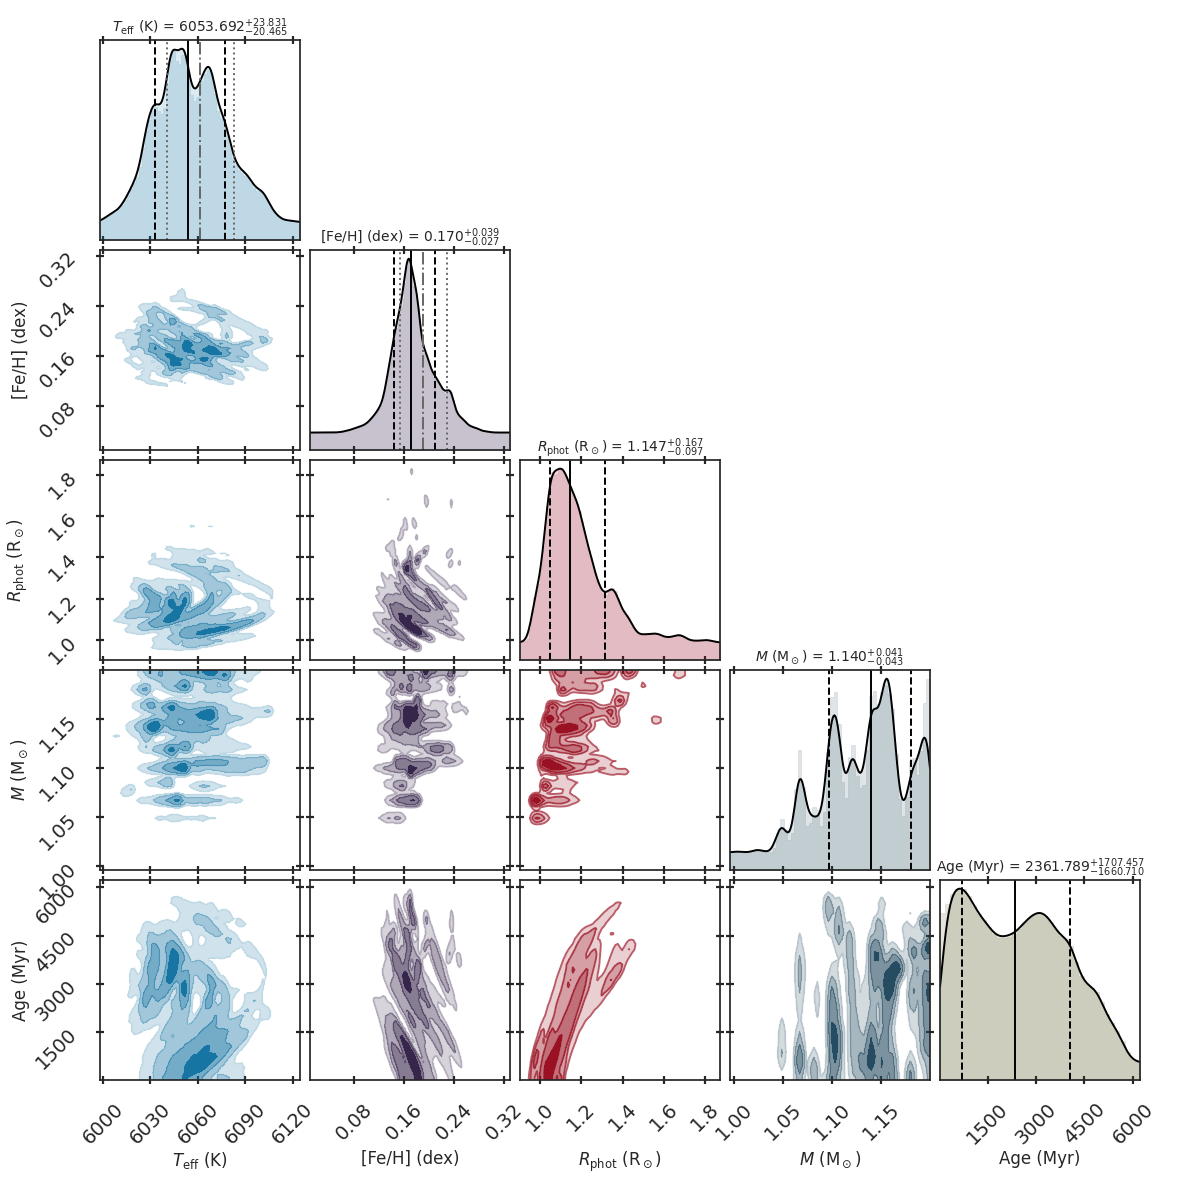 T_eff (K) = 6053.692^{+23.831}_{−20.465}
[Fe/H] (dex) = 0.170^{+0.039}_{−0.027}
0.32
0.24
0.16
0.08
[Fe/H] (dex)
R_phot (R_⊙) = 1.147^{+0.167}_{−0.097}
1.8
1.6
1.4
1.2
1.0
R_phot (R_⊙)
M (M_⊙) = 1.140^{+0.041}_{−0.043}
1.15
1.10
1.05
1.00
M (M_⊙)
Age (Myr) = 2361.789^{+1707.457}_{−1660.710}
6000
4500
3000
1500
Age (Myr)
6000 6030 6060 6090 6120
0.08 0.16 0.24 0.32
1.0 1.2 1.4 1.6 1.8
1.00 1.05 1.10 1.15
1500 3000 4500 6000
T_eff (K)
[Fe/H] (dex)
R_phot (R_⊙)
M (M_⊙)
Age (Myr)